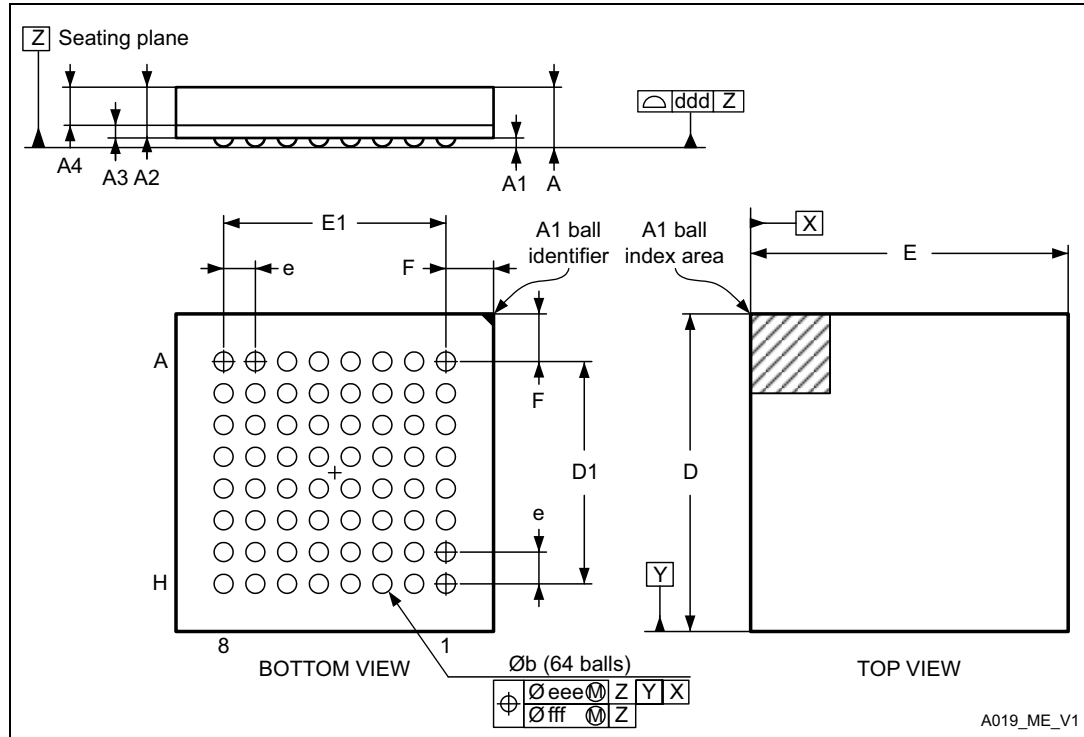 Z Seating plane
ddd Z
A4
A3 A2
A1
A
E1
A1 ball
identifier
A1 ball
index area
X
E
e
F
A
F
D1
D
e
Y
H
8
1
BOTTOM VIEW
Øb (64 balls)
TOP VIEW
Ø eee Ⓜ Z Y X
Ø fff Ⓜ Z
A019_ME_V1